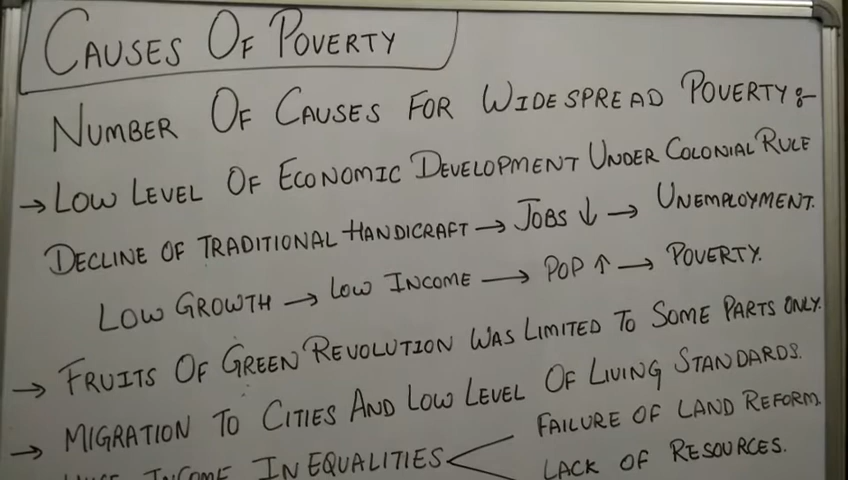 CAUSES OF POVERTY
NUMBER OF CAUSES FOR WIDESPREAD POVERTY :-
→ LOW LEVEL OF ECONOMIC DEVELOPMENT UNDER COLONIAL RULE
DECLINE OF TRADITIONAL HANDICRAFT → JOBS ↓ → UNEMPLOYMENT.
LOW GROWTH → LOW INCOME → POP ↑ → POVERTY.
→ FRUITS OF GREEN REVOLUTION WAS LIMITED TO SOME PARTS ONLY.
→ MIGRATION TO CITIES AND LOW LEVEL OF LIVING STANDARDS.
INCOME INEQUALITIES
FAILURE OF LAND REFORM.
LACK OF RESOURCES.